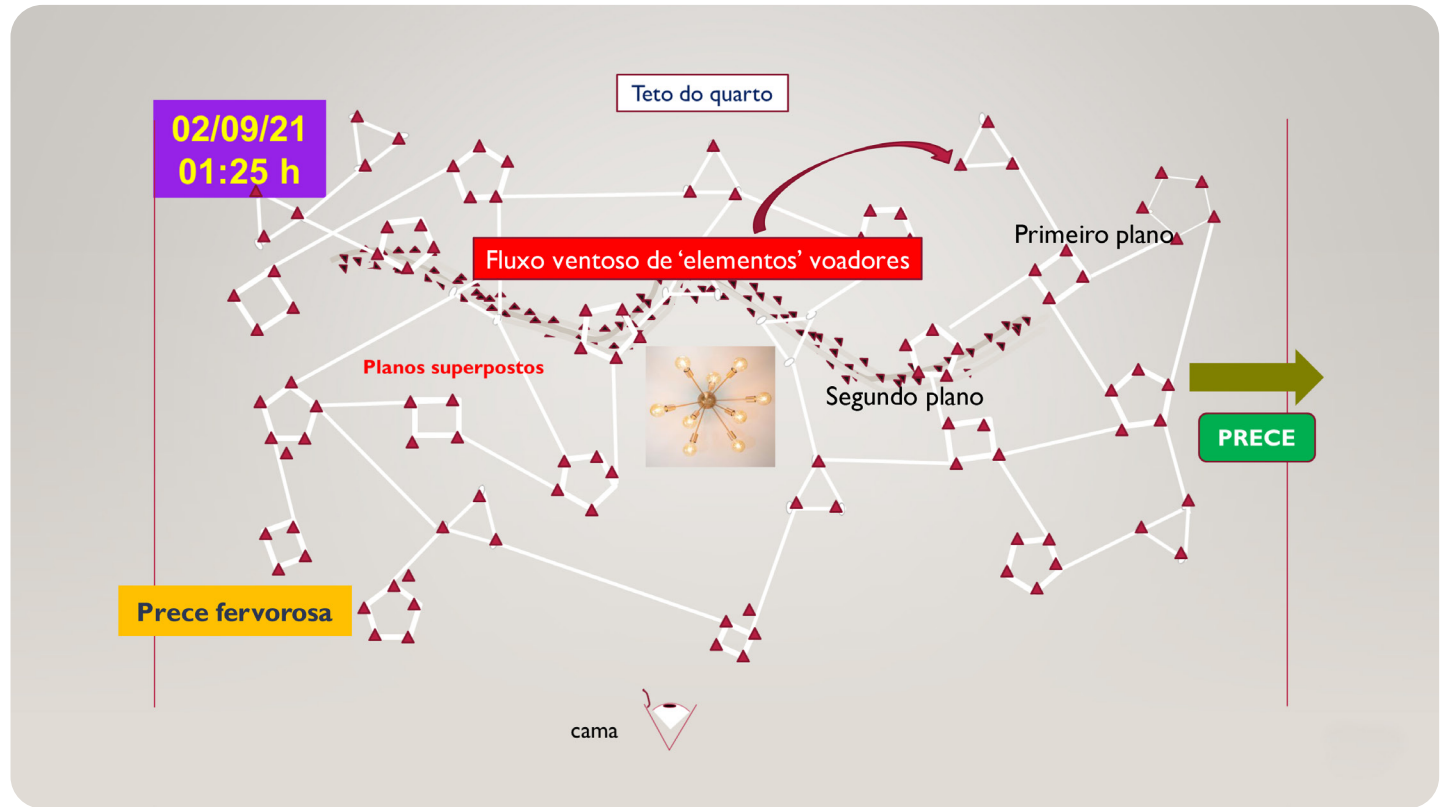 Teto do quarto
02/09/21
01:25 h
Primeiro plano
Fluxo ventoso de ‘elementos’ voadores
Planos superpostos
Segundo plano
PRECE
Prece fervorosa
cama